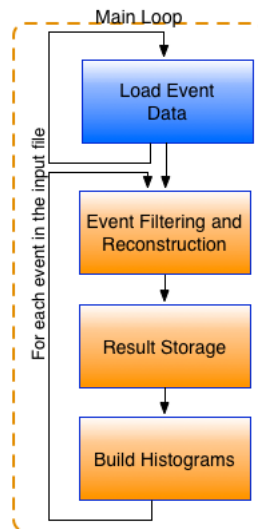 Main Loop
Load Event
Data
For each event in the input file
Event Filtering and
Reconstruction
Result Storage
Build Histograms